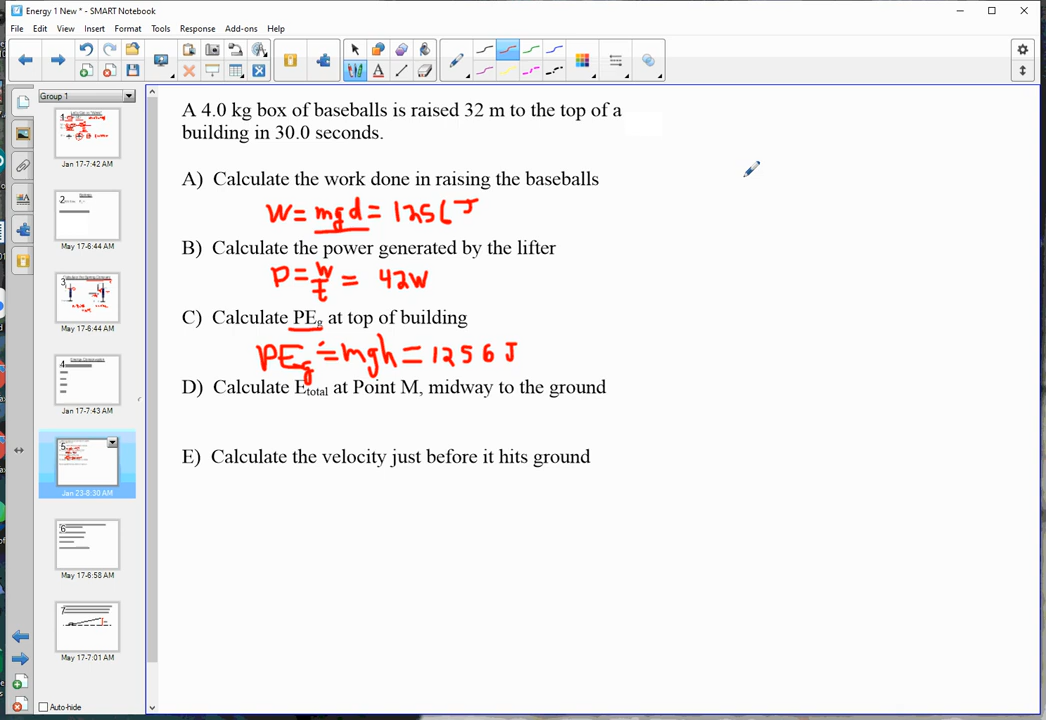 Energy 1 New * - SMART Notebook
File Edit View Insert Format Tools Response Add-ons Help
Group 1
Jan 17-7:42 AM
2
May 17-6:44 AM
3
May 17-6:44 AM
4
Jan 17-7:43 AM
5
Jan 23-8:30 AM
6
May 17-6:58 AM
7
May 17-7:01 AM
Auto-hide
A 4.0 kg box of baseballs is raised 32 m to the top of a
building in 30.0 seconds.
A) Calculate the work done in raising the baseballs
W = mgd = 1256 J
B) Calculate the power generated by the lifter
P = W/t = 42W
C) Calculate PEg at top of building
PEg = mgh = 1256 J
D) Calculate Etotal at Point M, midway to the ground
E) Calculate the velocity just before it hits ground